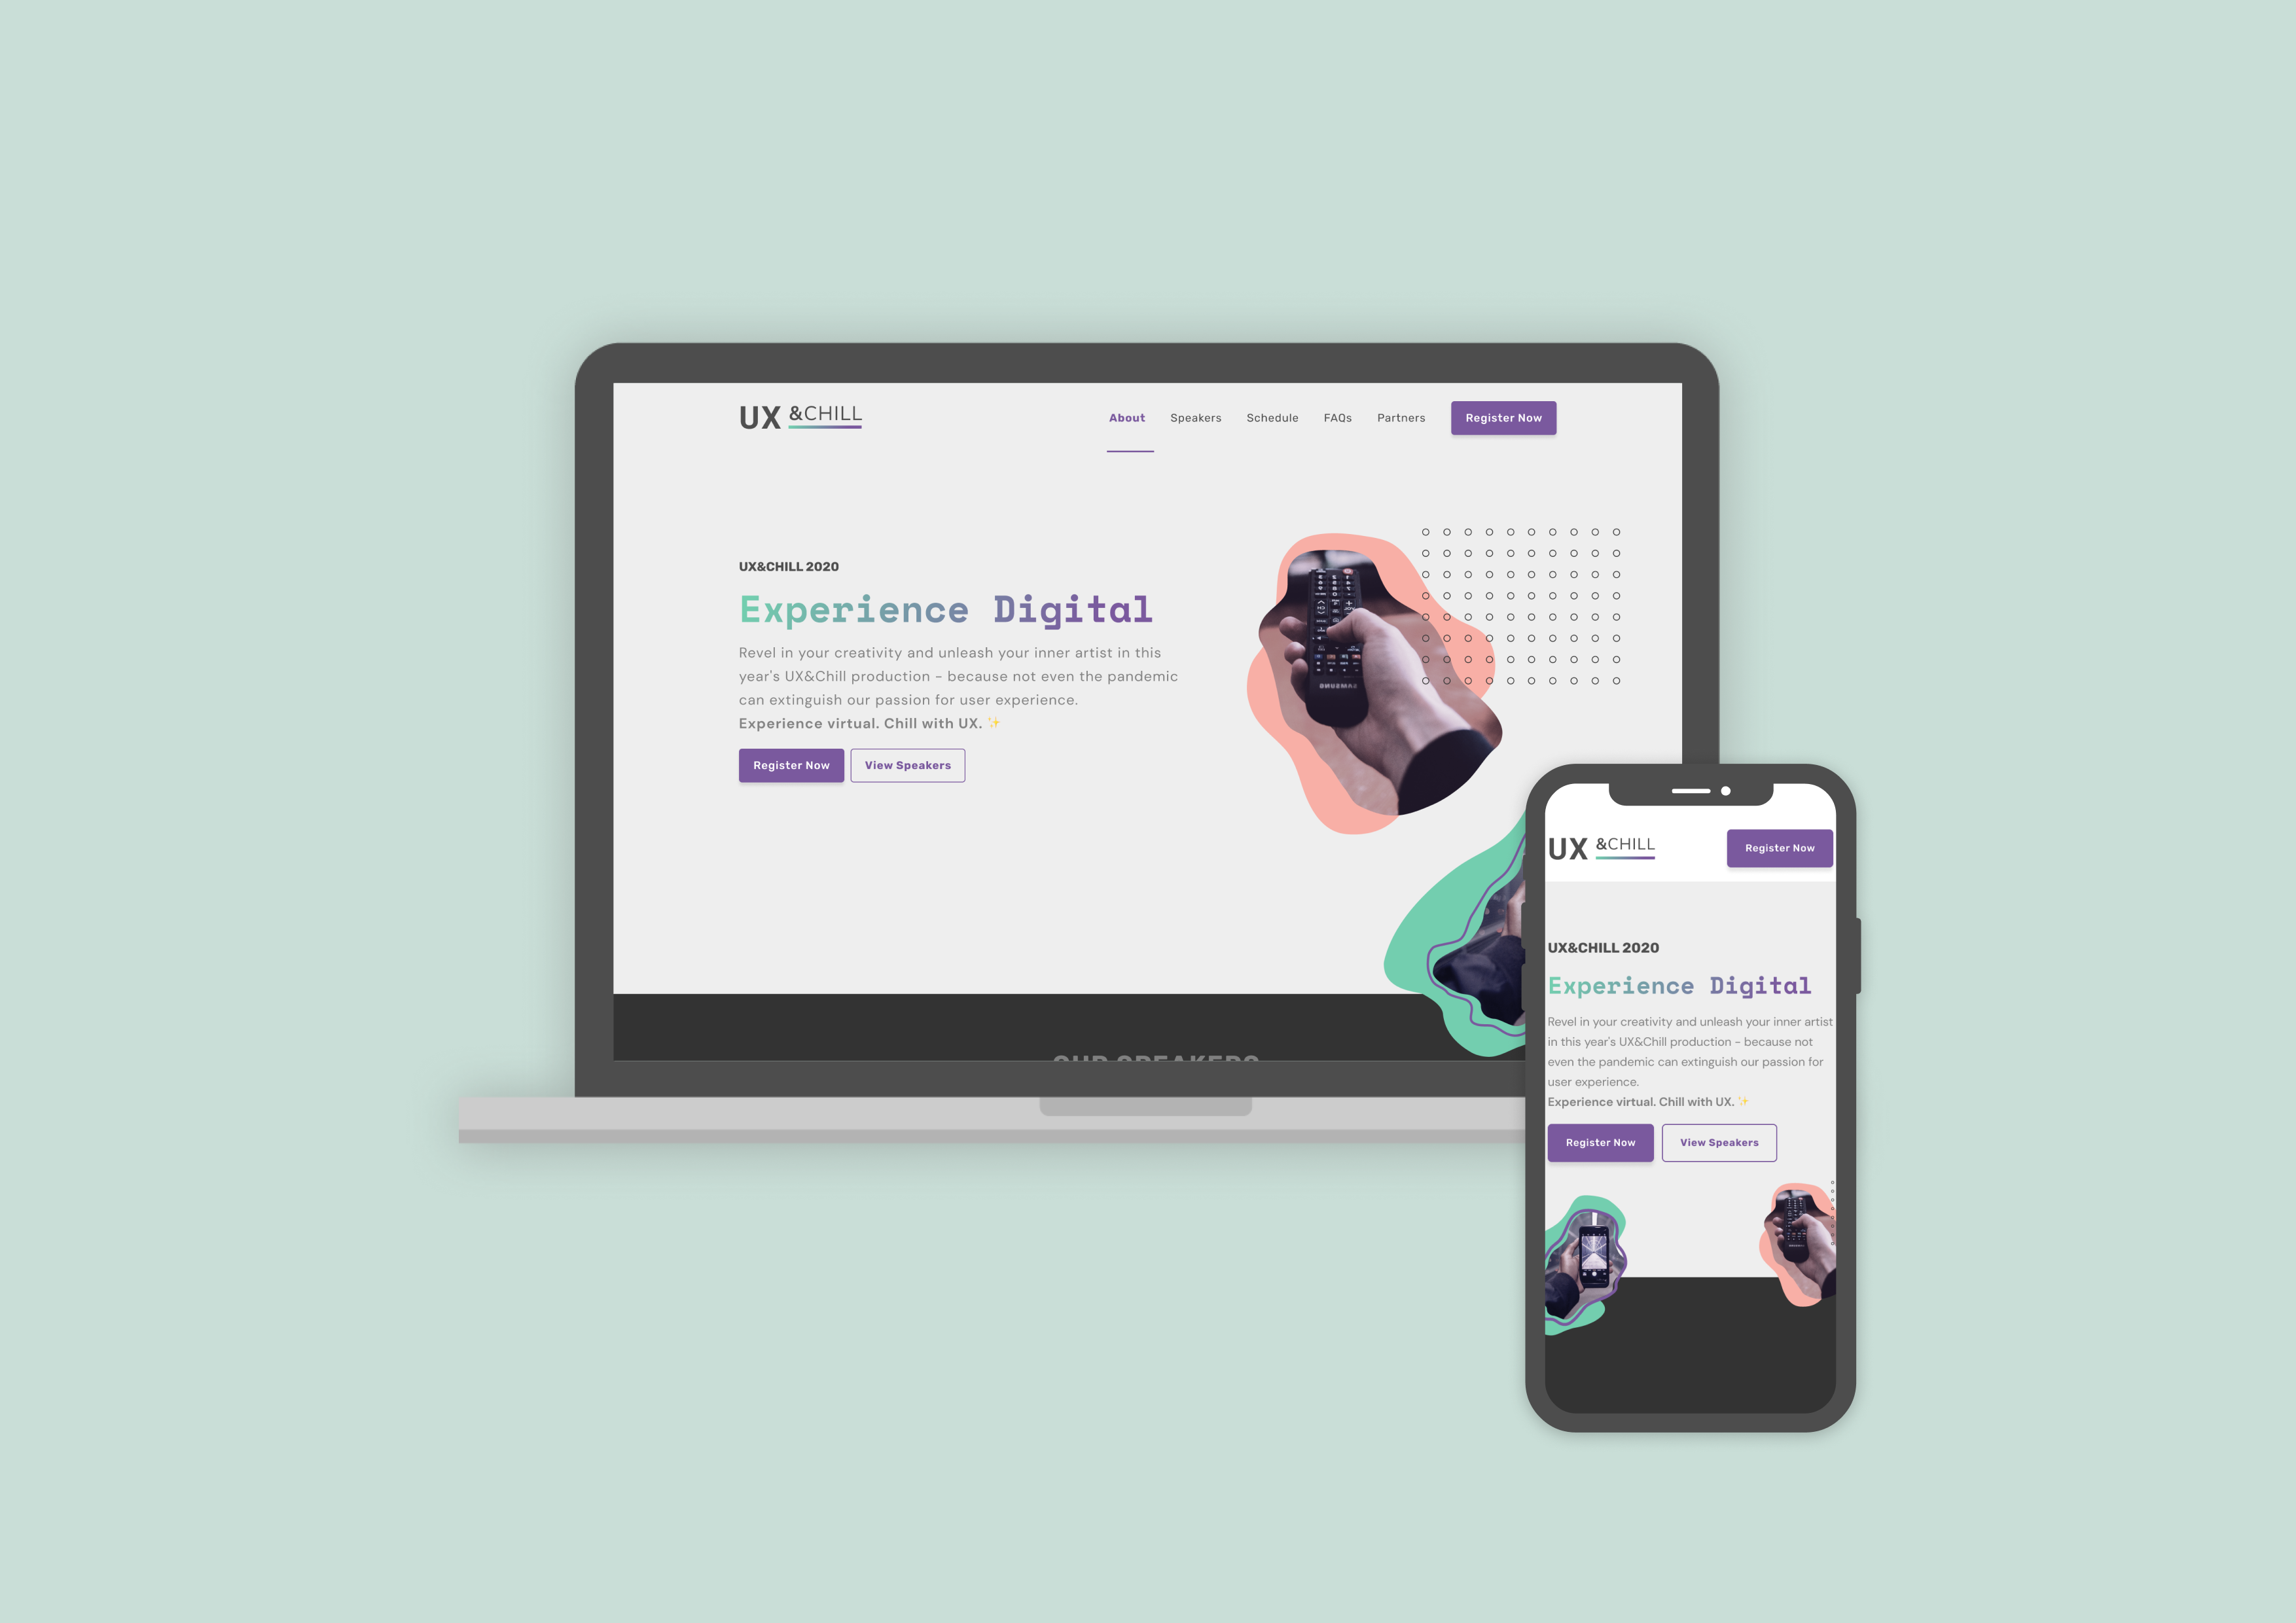 UX &CHILL
About Speakers Schedule FAQs Partners Register Now
UX&CHILL 2020
Experience Digital
Revel in your creativity and unleash your inner artist in this
year's UX&Chill production - because not even the pandemic
can extinguish our passion for user experience.
Experience virtual. Chill with UX. ✨
Register Now View Speakers
SAMSUNG
OUR SPEAKERS
UX &CHILL
Register Now
UX&CHILL 2020
Experience Digital
Revel in your creativity and unleash your inner artist
in this year's UX&Chill production - because not
even the pandemic can extinguish our passion for
user experience.
Experience virtual. Chill with UX. ✨
Register Now View Speakers